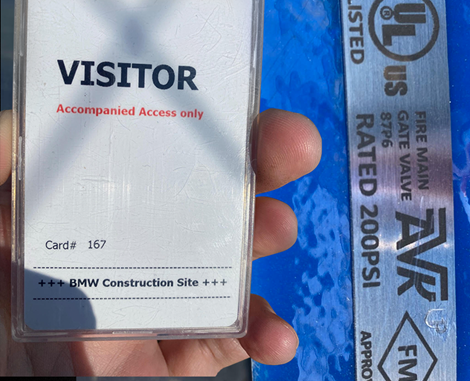 VISITOR
Accompanied Access only
Card# 167
+++ BMW Construction Site +++
UL
®
LISTED
US
FIRE MAIN
GATE VALVE
87P6
RATED 200PSI
AVK
FM
APPRO